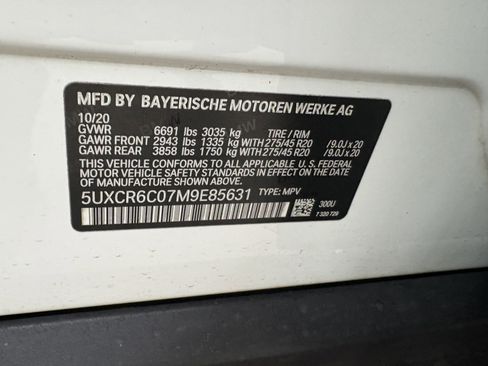 MFD BY BAYERISCHE MOTOREN WERKE AG
10/20
GVWR 6691 lbs 3035 kg TIRE / RIM
GAWR FRONT 2943 lbs 1335 kg WITH 275/45 R20 /9.0J x 20
GAWR REAR 3858 lbs 1750 kg WITH 275/45 R20 /9.0J x 20
THIS VEHICLE CONFORMS TO ALL APPLICABLE U. S. FEDERAL
MOTOR VEHICLE SAFETY STANDARDS IN EFFECT ON THE DATE
OF MANUFACTURE SHOWN ABOVE.
5UXCR6C07M9E85631 TYPE: MPV
300U
7 320 729